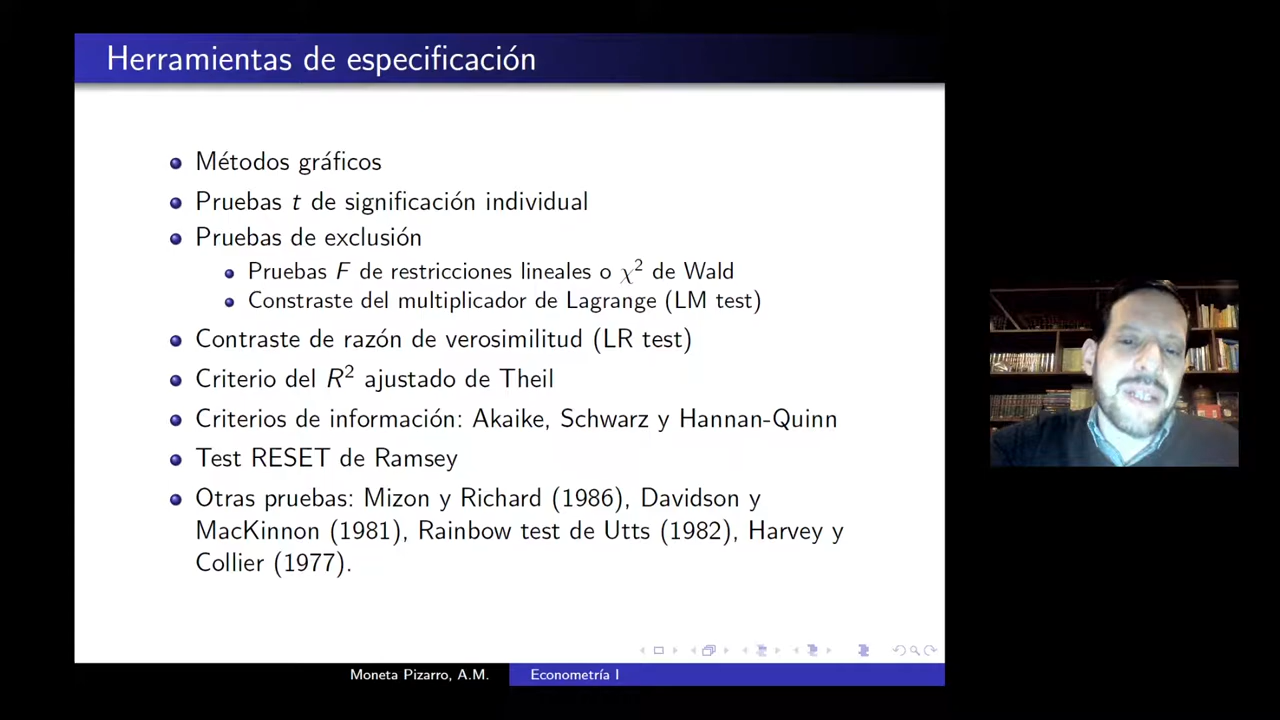 Herramientas de especificación
Métodos gráficos
Pruebas t de significación individual
Pruebas de exclusión
Pruebas F de restricciones lineales o χ² de Wald
Constraste del multiplicador de Lagrange (LM test)
Contraste de razón de verosimilitud (LR test)
Criterio del R² ajustado de Theil
Criterios de información: Akaike, Schwarz y Hannan-Quinn
Test RESET de Ramsey
Otras pruebas: Mizon y Richard (1986), Davidson y
MacKinnon (1981), Rainbow test de Utts (1982), Harvey y
Collier (1977).
Moneta Pizarro, A.M.
Econometría I